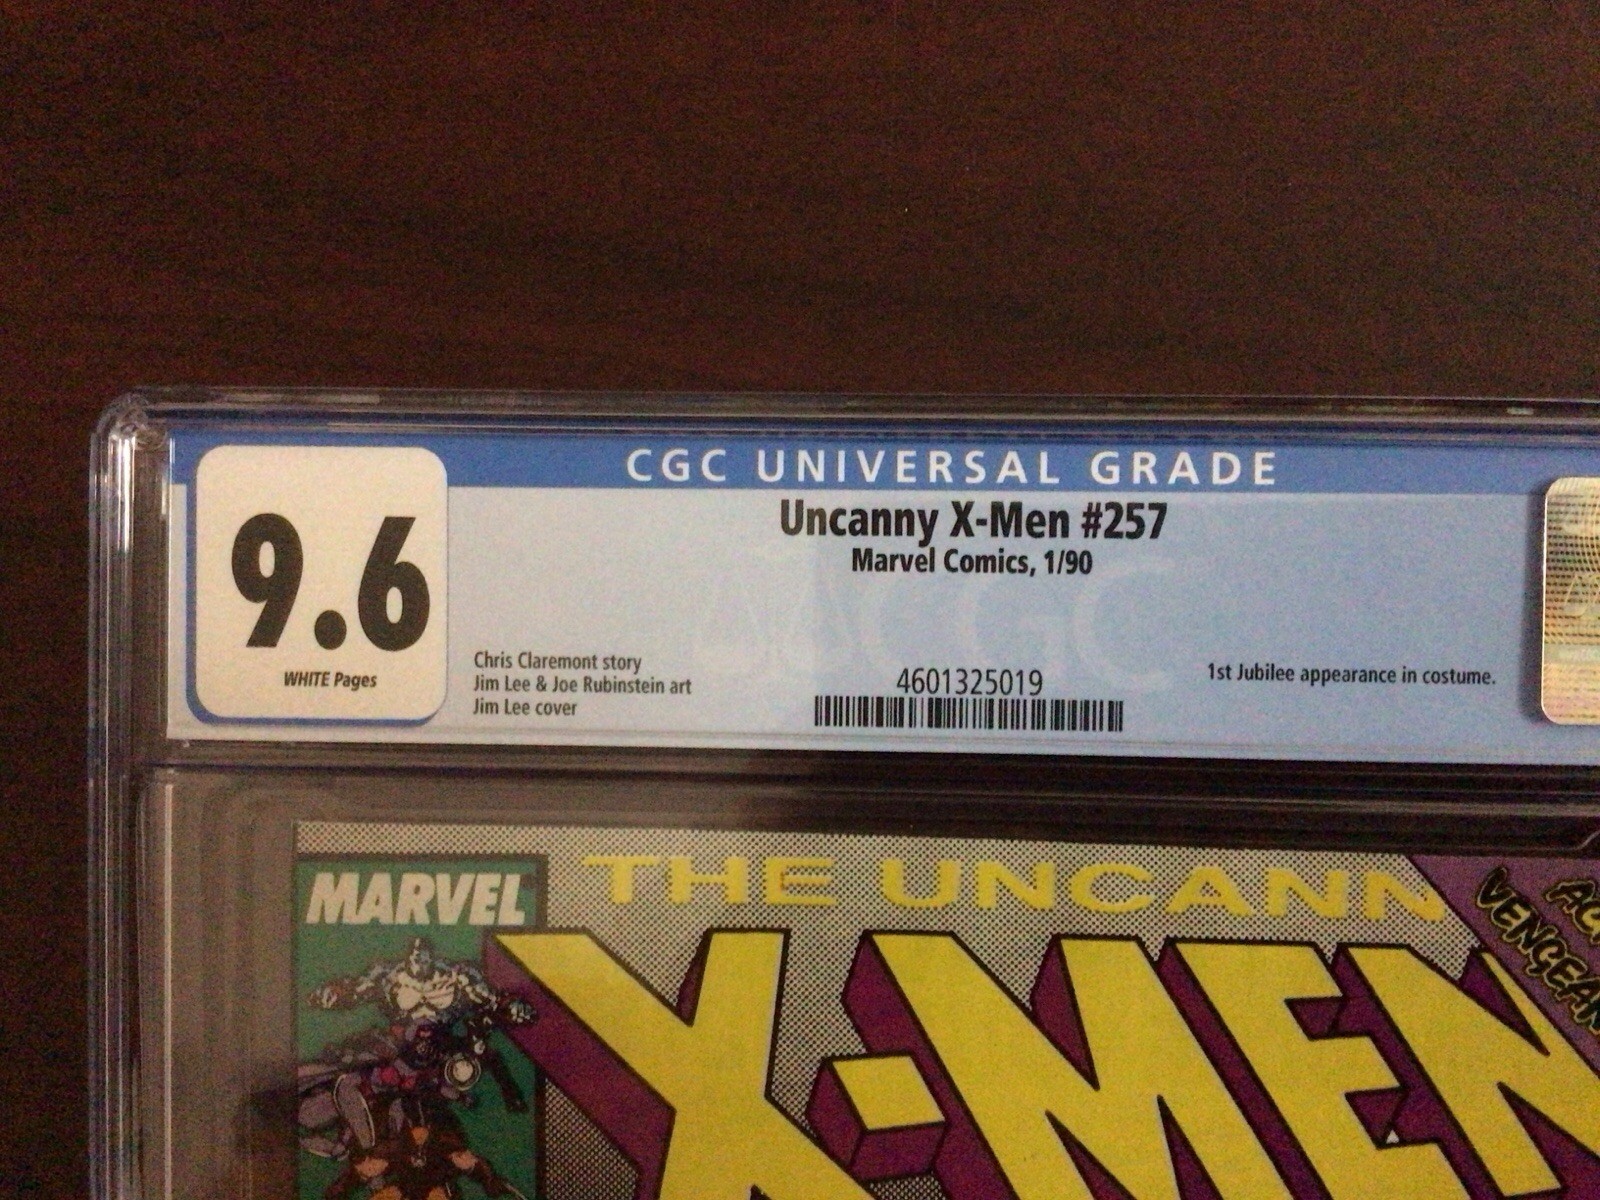 CGC UNIVERSAL GRADE
9.6
WHITE Pages
Uncanny X-Men #257
Marvel Comics, 1/90
Chris Claremont story
Jim Lee & Joe Rubinstein art
Jim Lee cover
CGC
4601325019
1st Jubilee appearance in costume.
MARVEL
THE UNCANN
X-MEN